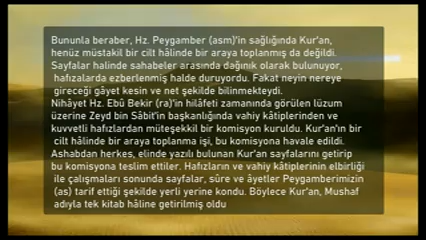 Bununla beraber, Hz. Peygamber (asm)'in sağlığında Kur'an,
henüz müstakil bir cilt hâlinde bir araya toplanmış da değildi.
Sayfalar halinde sahabeler arasında dağınık olarak bulunuyor,
hafızalarda ezberlenmiş halde duruyordu. Fakat neyin nereye
gireceği gâyet kesin ve net şekilde bilinmekteydi.
Nihâyet Hz. Ebû Bekir (ra)'in hilâfeti zamanında görülen lüzum
üzerine Zeyd bin Sâbit'in başkanlığında vahiy kâtiplerinden ve
kuvvetli hafızlardan müteşekkil bir komisyon kuruldu. Kur'an'ın bir
cilt hâlinde bir araya toplanma işi, bu komisyona havale edildi.
Ashabdan herkes, elinde yazılı bulunan Kur'an sayfalarını getirip
bu komisyona teslim ettiler. Hafızların ve vahiy kâtiplerinin elbirliği
ile çalışmaları sonunda sayfalar, sûre ve âyetler Peygamberimizin
(as) tarif ettiği şekilde yerli yerine kondu. Böylece Kur'an, Mushaf
adıyla tek kitab hâline getirilmiş oldu